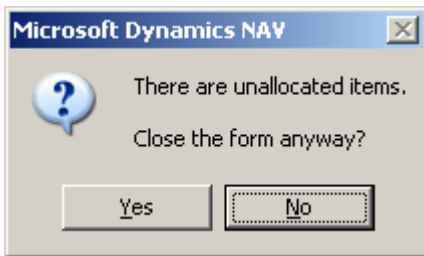 Microsoft Dynamics NAV
There are unallocated items.
Close the form anyway?
Yes
No